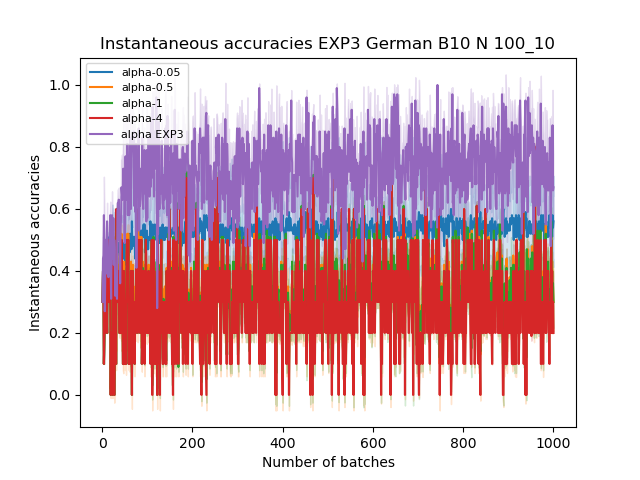 Instantaneous accuracies EXP3 German B10 N 100_10
alpha-0.05
alpha-0.5
alpha-1
alpha-4
alpha EXP3
1.0
0.8
0.6
0.4
0.2
0.0
Instantaneous accuracies
0 200 400 600 800 1000
Number of batches